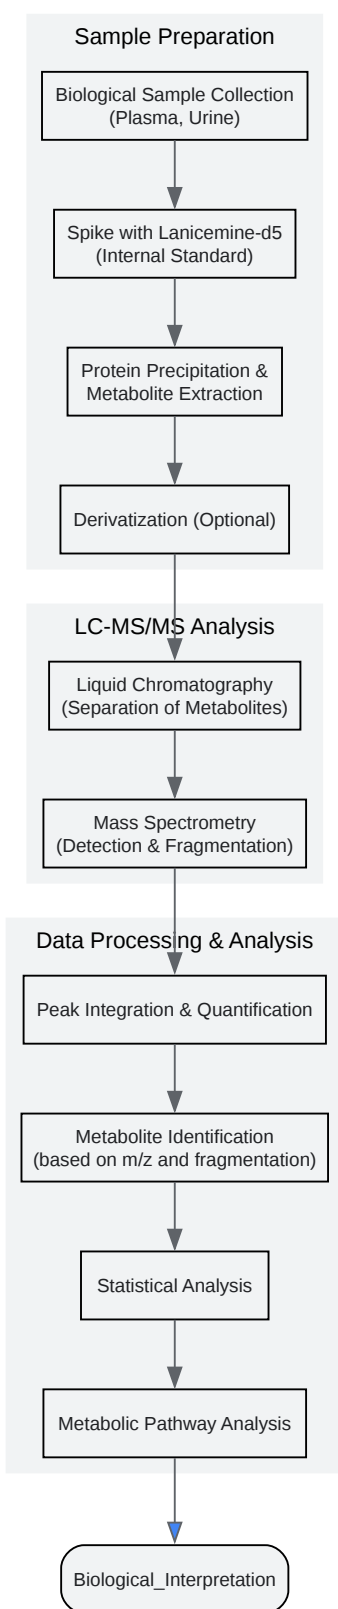 Sample Preparation
Biological Sample Collection
(Plasma, Urine)
Spike with Lanicemine-d5
(Internal Standard)
Protein Precipitation &
Metabolite Extraction
Derivatization (Optional)
LC-MS/MS Analysis
Liquid Chromatography
(Separation of Metabolites)
Mass Spectrometry
(Detection & Fragmentation)
Data Processing & Analysis
Peak Integration & Quantification
Metabolite Identification
(based on m/z and fragmentation)
Statistical Analysis
Metabolic Pathway Analysis
Biological_Interpretation